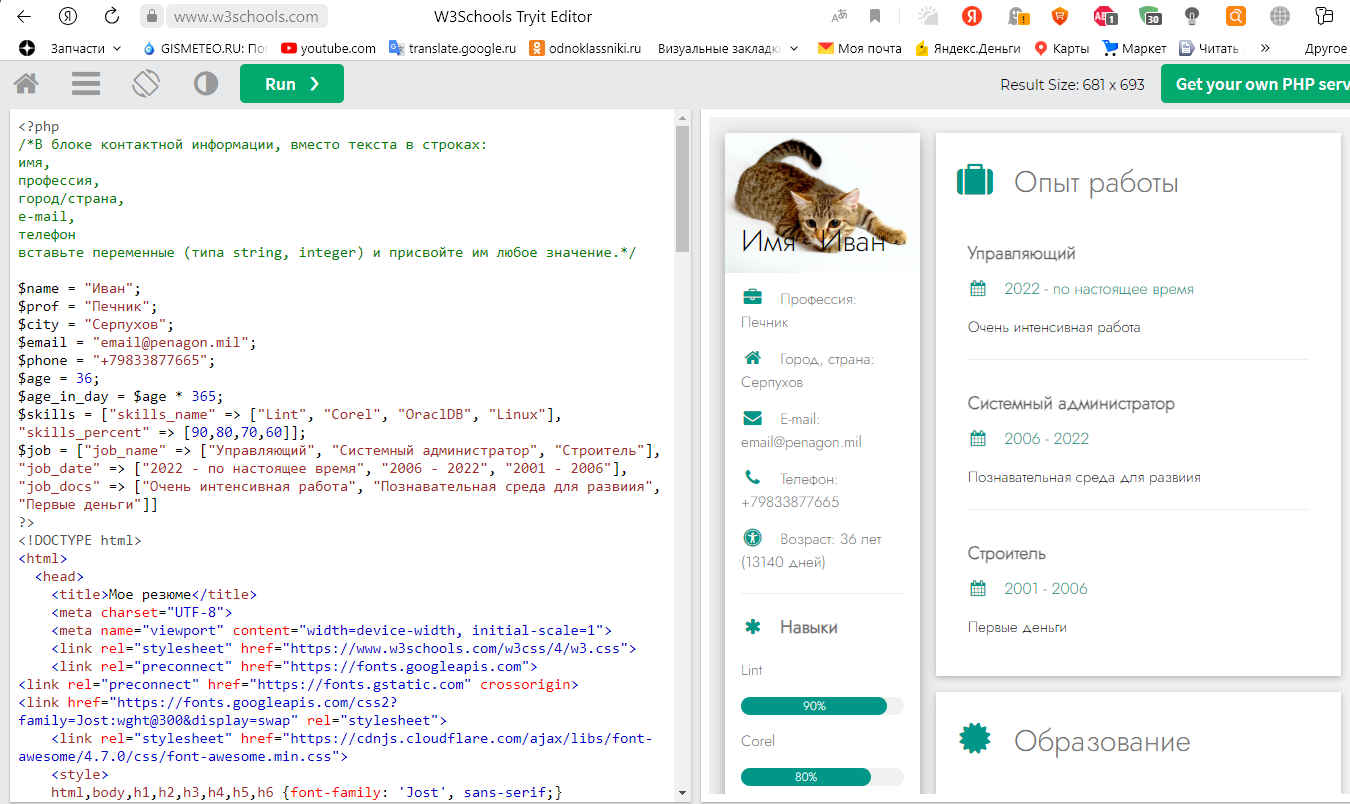 www.w3schools.com
W3Schools Tryit Editor
1
30
Запчасти
GISMETEO.RU:
youtube.com
translate.google.ru
odnoklassniki.ru
Визуальные закладки
Моя почта
Яндекс.Деньги
Карты
Маркет
Читать
»
Другое
Run ❯
Result Size: 681 x 693
Get your own PHP serv
<?php
/*В блоке контактной информации, вместо текста в строках:
имя,
профессия,
город/страна,
e-mail,
телефон
вставьте переменные (типа string, integer) и присвойте им любое значение.*/
$name = "Иван";
$prof = "Печник";
$city = "Серпухов";
$email = "email@penagon.mil";
$phone = "+79833877665";
$age = 36;
$age_in_day = $age * 365;
$skills = ["skills_name" => ["Lint", "Corel", "OraclDB", "Linux"],
"skills_percent" => [90,80,70,60]];
$job = ["job_name" => ["Управляющий", "Системный администратор", "Строитель"],
"job_date" => ["2022 - по настоящее время", "2006 - 2022", "2001 - 2006"],
"job_docs" => ["Очень интенсивная работа", "Познавательная среда для развиия",
"Первые деньги"]]
?>
<!DOCTYPE html>
<html>
<head>
<title>Мое резюме</title>
<meta charset="UTF-8">
<meta name="viewport" content="width=device-width, initial-scale=1">
<link rel="stylesheet" href="https://www.w3schools.com/w3css/4/w3.css">
<link rel="preconnect" href="https://fonts.googleapis.com">
<link rel="preconnect" href="https://fonts.gstatic.com" crossorigin>
<link href="https://fonts.googleapis.com/css2?
family=Jost:wght@300&display=swap" rel="stylesheet">
<link rel="stylesheet" href="https://cdnjs.cloudflare.com/ajax/libs/font-
awesome/4.7.0/css/font-awesome.min.css">
<style>
html,body,h1,h2,h3,h4,h5,h6 {font-family: 'Jost', sans-serif;}
Имя - Иван
Профессия:
Печник
Город, страна:
Серпухов
E-mail:
email@penagon.mil
Телефон:
+79833877665
Возраст: 36 лет
(13140 дней)
Навыки
Lint
90%
Corel
80%
Опыт работы
Управляющий
2022 - по настоящее время
Очень интенсивная работа
Системный администратор
2006 - 2022
Познавательная среда для развиия
Строитель
2001 - 2006
Первые деньги
Образование